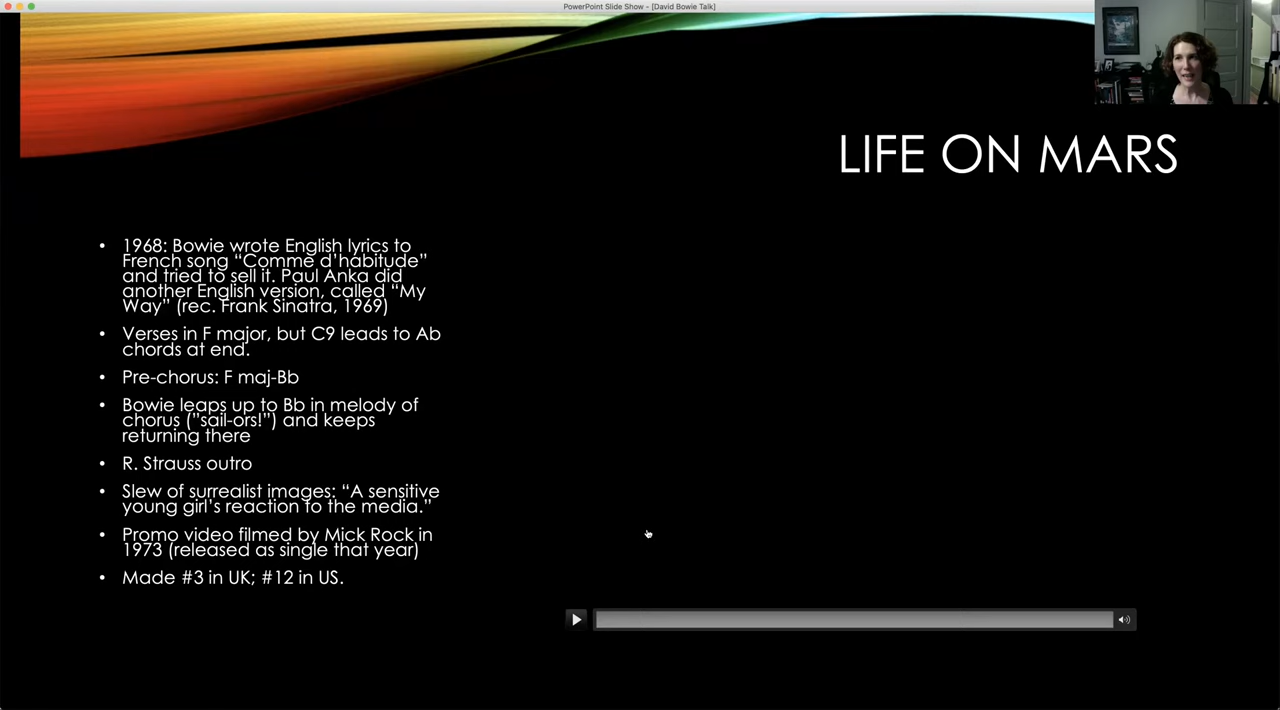 PowerPoint Slide Show - [David Bowie Talk]
LIFE ON MARS
• 1968: Bowie wrote English lyrics to
French song “Comme d’habitude”
and tried to sell it. Paul Anka did
another English version, called “My
Way” (rec. Frank Sinatra, 1969)
• Verses in F major, but C9 leads to Ab
chords at end.
• Pre-chorus: F maj-Bb
• Bowie leaps up to Bb in melody of
chorus (”sail-ors!”) and keeps
returning there
• R. Strauss outro
• Slew of surrealist images: “A sensitive
young girl’s reaction to the media.”
• Promo video filmed by Mick Rock in
1973 (released as single that year)
• Made #3 in UK; #12 in US.